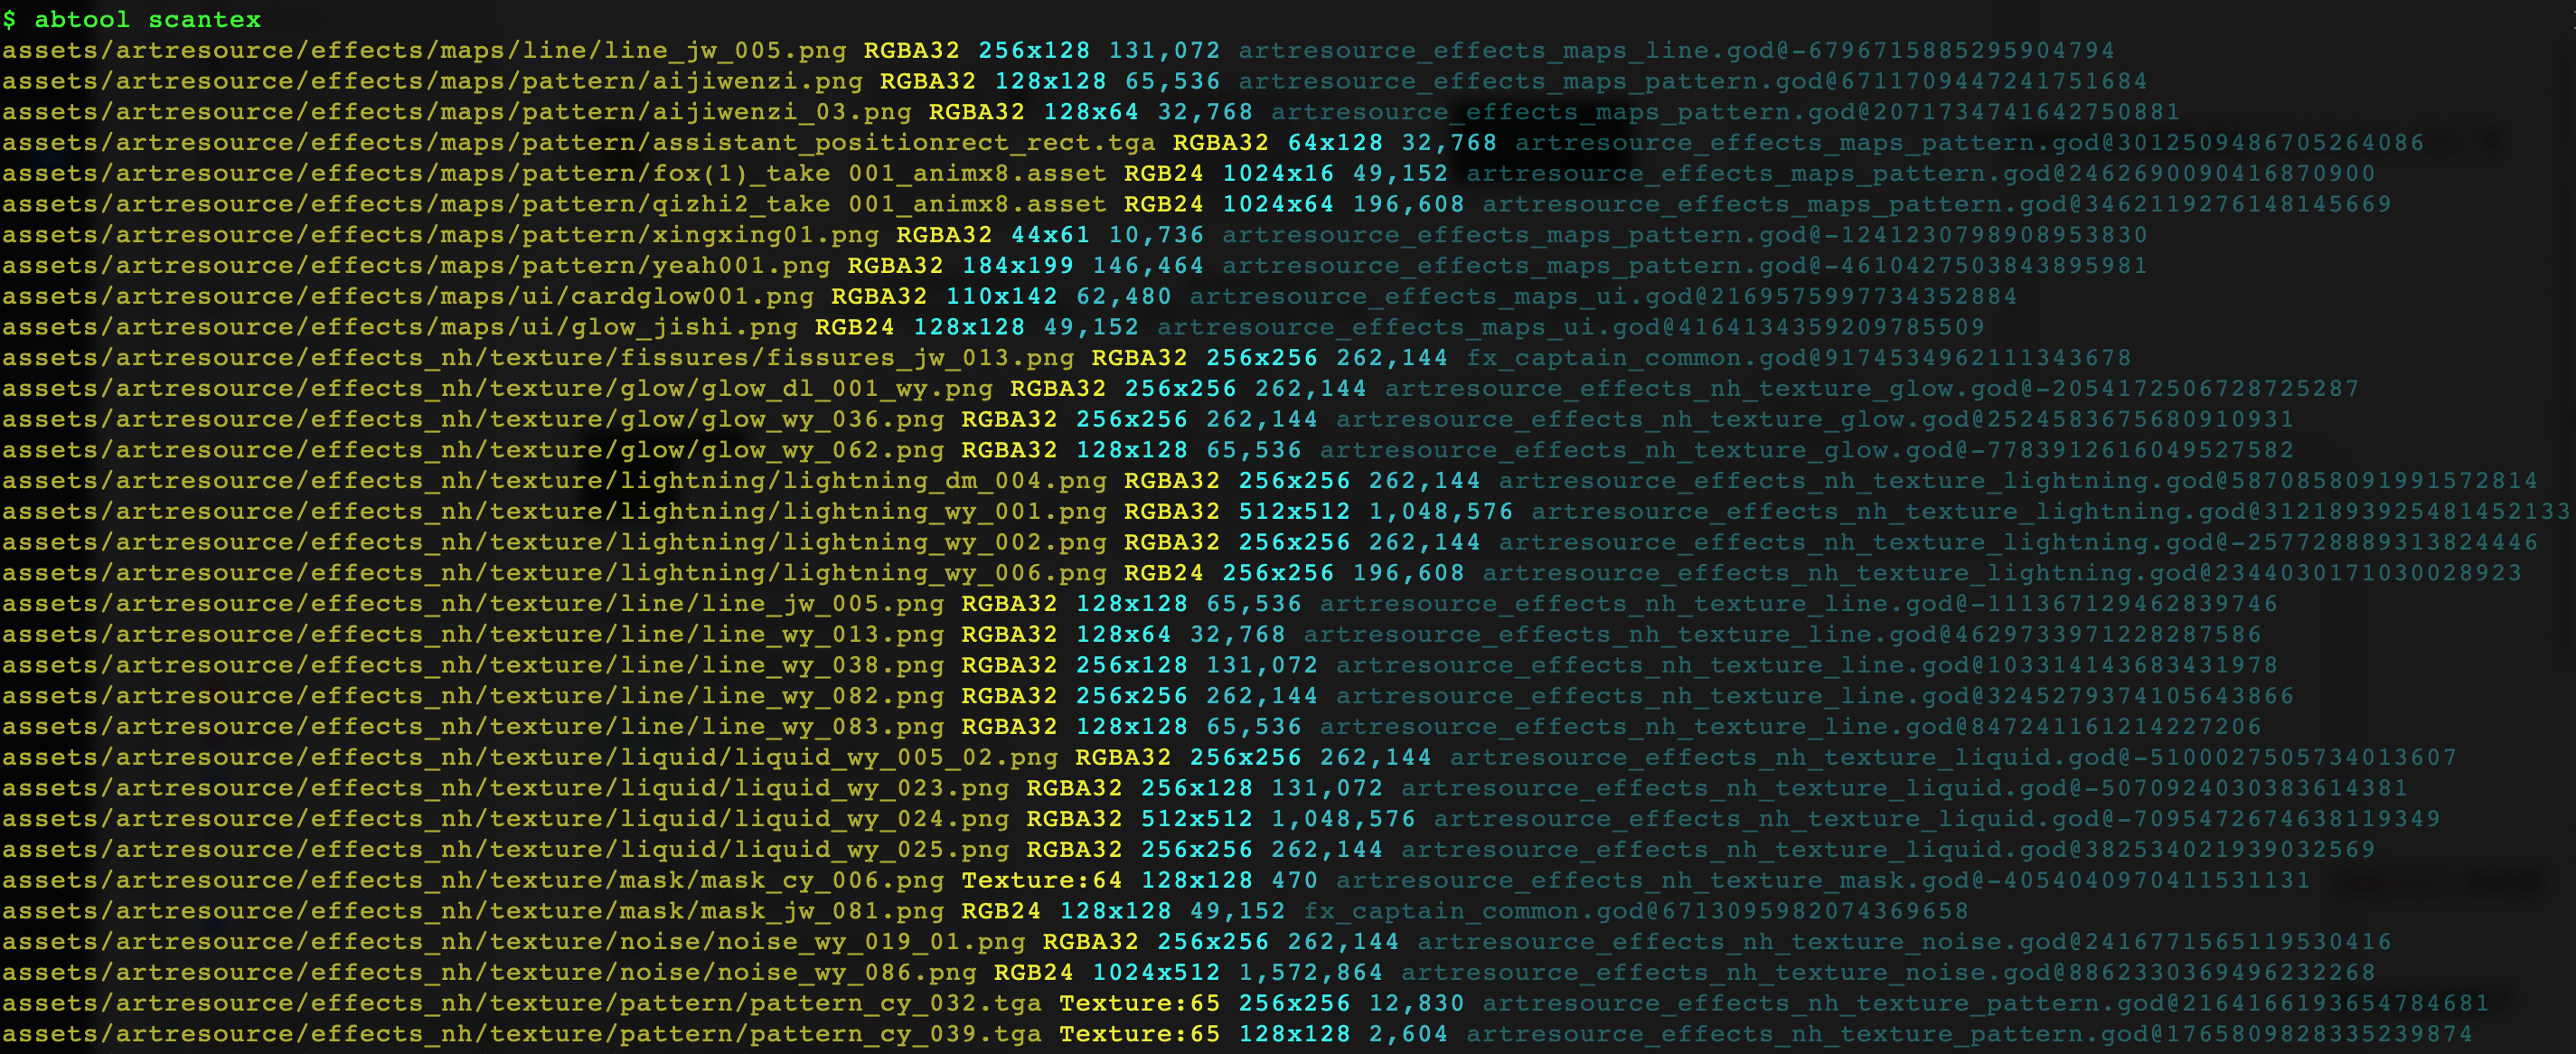 $ abtool scantex
assets/artresource/effects/maps/line/line_jw_005.png RGBA32 256x128 131,072 artresource_effects_maps_line.god@-6796715885295904794
assets/artresource/effects/maps/pattern/aijiwenzi.png RGBA32 128x128 65,536 artresource_effects_maps_pattern.god@6711709447241751684
assets/artresource/effects/maps/pattern/aijiwenzi_03.png RGBA32 128x64 32,768 artresource_effects_maps_pattern.god@2071734741642750881
assets/artresource/effects/maps/pattern/assistant_positionrect_rect.tga RGBA32 64x128 32,768 artresource_effects_maps_pattern.god@3012509486705264086
assets/artresource/effects/maps/pattern/fox(1)_take 001_animx8.asset RGB24 1024x16 49,152 artresource_effects_maps_pattern.god@2462690090416870900
assets/artresource/effects/maps/pattern/qizhi2_take 001_animx8.asset RGB24 1024x64 196,608 artresource_effects_maps_pattern.god@3462119276148145669
assets/artresource/effects/maps/pattern/xingxing01.png RGBA32 44x61 10,736 artresource_effects_maps_pattern.god@-1241230798908953830
assets/artresource/effects/maps/pattern/yeah001.png RGBA32 184x199 146,464 artresource_effects_maps_pattern.god@-4610427503843895981
assets/artresource/effects/maps/ui/cardglow001.png RGBA32 110x142 62,480 artresource_effects_maps_ui.god@2169575997734352884
assets/artresource/effects/maps/ui/glow_jishi.png RGB24 128x128 49,152 artresource_effects_maps_ui.god@4164134359209785509
assets/artresource/effects_nh/texture/fissures/fissures_jw_013.png RGBA32 256x256 262,144 fx_captain_common.god@9174534962111343678
assets/artresource/effects_nh/texture/glow/glow_dl_001_wy.png RGBA32 256x256 262,144 artresource_effects_nh_texture_glow.god@-2054172506728725287
assets/artresource/effects_nh/texture/glow/glow_wy_036.png RGBA32 256x256 262,144 artresource_effects_nh_texture_glow.god@2524583675680910931
assets/artresource/effects_nh/texture/glow/glow_wy_062.png RGBA32 128x128 65,536 artresource_effects_nh_texture_glow.god@-7783912616049527582
assets/artresource/effects_nh/texture/lightning/lightning_dm_004.png RGBA32 256x256 262,144 artresource_effects_nh_texture_lightning.god@5870858091991572814
assets/artresource/effects_nh/texture/lightning/lightning_wy_001.png RGBA32 512x512 1,048,576 artresource_effects_nh_texture_lightning.god@3121893925481452133
assets/artresource/effects_nh/texture/lightning/lightning_wy_002.png RGBA32 256x256 262,144 artresource_effects_nh_texture_lightning.god@-2577288893138244​46
assets/artresource/effects_nh/texture/lightning/lightning_wy_006.png RGB24 256x256 196,608 artresource_effects_nh_texture_lightning.god@2344030171030028923
assets/artresource/effects_nh/texture/line/line_jw_005.png RGBA32 128x128 65,536 artresource_effects_nh_texture_line.god@-111367129462839746
assets/artresource/effects_nh/texture/line/line_wy_013.png RGBA32 128x64 32,768 artresource_effects_nh_texture_line.god@4629733971228287586
assets/artresource/effects_nh/texture/line/line_wy_038.png RGBA32 256x128 131,072 artresource_effects_nh_texture_line.god@103314143683431978
assets/artresource/effects_nh/texture/line/line_wy_082.png RGBA32 256x256 262,144 artresource_effects_nh_texture_line.god@3245279374105643866
assets/artresource/effects_nh/texture/line/line_wy_083.png RGBA32 128x128 65,536 artresource_effects_nh_texture_line.god@847241161214227206
assets/artresource/effects_nh/texture/liquid/liquid_wy_005_02.png RGBA32 256x256 262,144 artresource_effects_nh_texture_liquid.god@-5100027505734013607
assets/artresource/effects_nh/texture/liquid/liquid_wy_023.png RGBA32 256x128 131,072 artresource_effects_nh_texture_liquid.god@-5070924030383614381
assets/artresource/effects_nh/texture/liquid/liquid_wy_024.png RGBA32 512x512 1,048,576 artresource_effects_nh_texture_liquid.god@-7095472674638119349
assets/artresource/effects_nh/texture/liquid/liquid_wy_025.png RGBA32 256x256 262,144 artresource_effects_nh_texture_liquid.god@382534021939032569
assets/artresource/effects_nh/texture/mask/mask_cy_006.png Texture:64 128x128 470 artresource_effects_nh_texture_mask.god@-4054040970411531131
assets/artresource/effects_nh/texture/mask/mask_jw_081.png RGB24 128x128 49,152 fx_captain_common.god@6713095982074369658
assets/artresource/effects_nh/texture/noise/noise_wy_019_01.png RGBA32 256x256 262,144 artresource_effects_nh_texture_noise.god@2416771565119530416
assets/artresource/effects_nh/texture/noise/noise_wy_086.png RGB24 1024x512 1,572,864 artresource_effects_nh_texture_noise.god@8862330369496232268
assets/artresource/effects_nh/texture/pattern/pattern_cy_032.tga Texture:65 256x256 12,830 artresource_effects_nh_texture_pattern.god@2164166193654784681
assets/artresource/effects_nh/texture/pattern/pattern_cy_039.tga Texture:65 128x128 2,604 artresource_effects_nh_texture_pattern.god@1765809828335239874